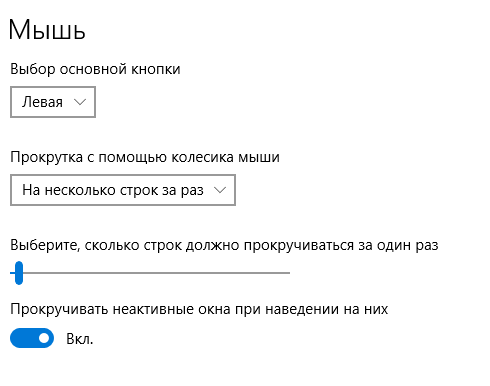 Мышь
Выбор основной кнопки
Левая
Прокрутка с помощью колесика мыши
На несколько строк за раз
Выберите, сколько строк должно прокручиваться за один раз
Прокручивать неактивные окна при наведении на них
Вкл.